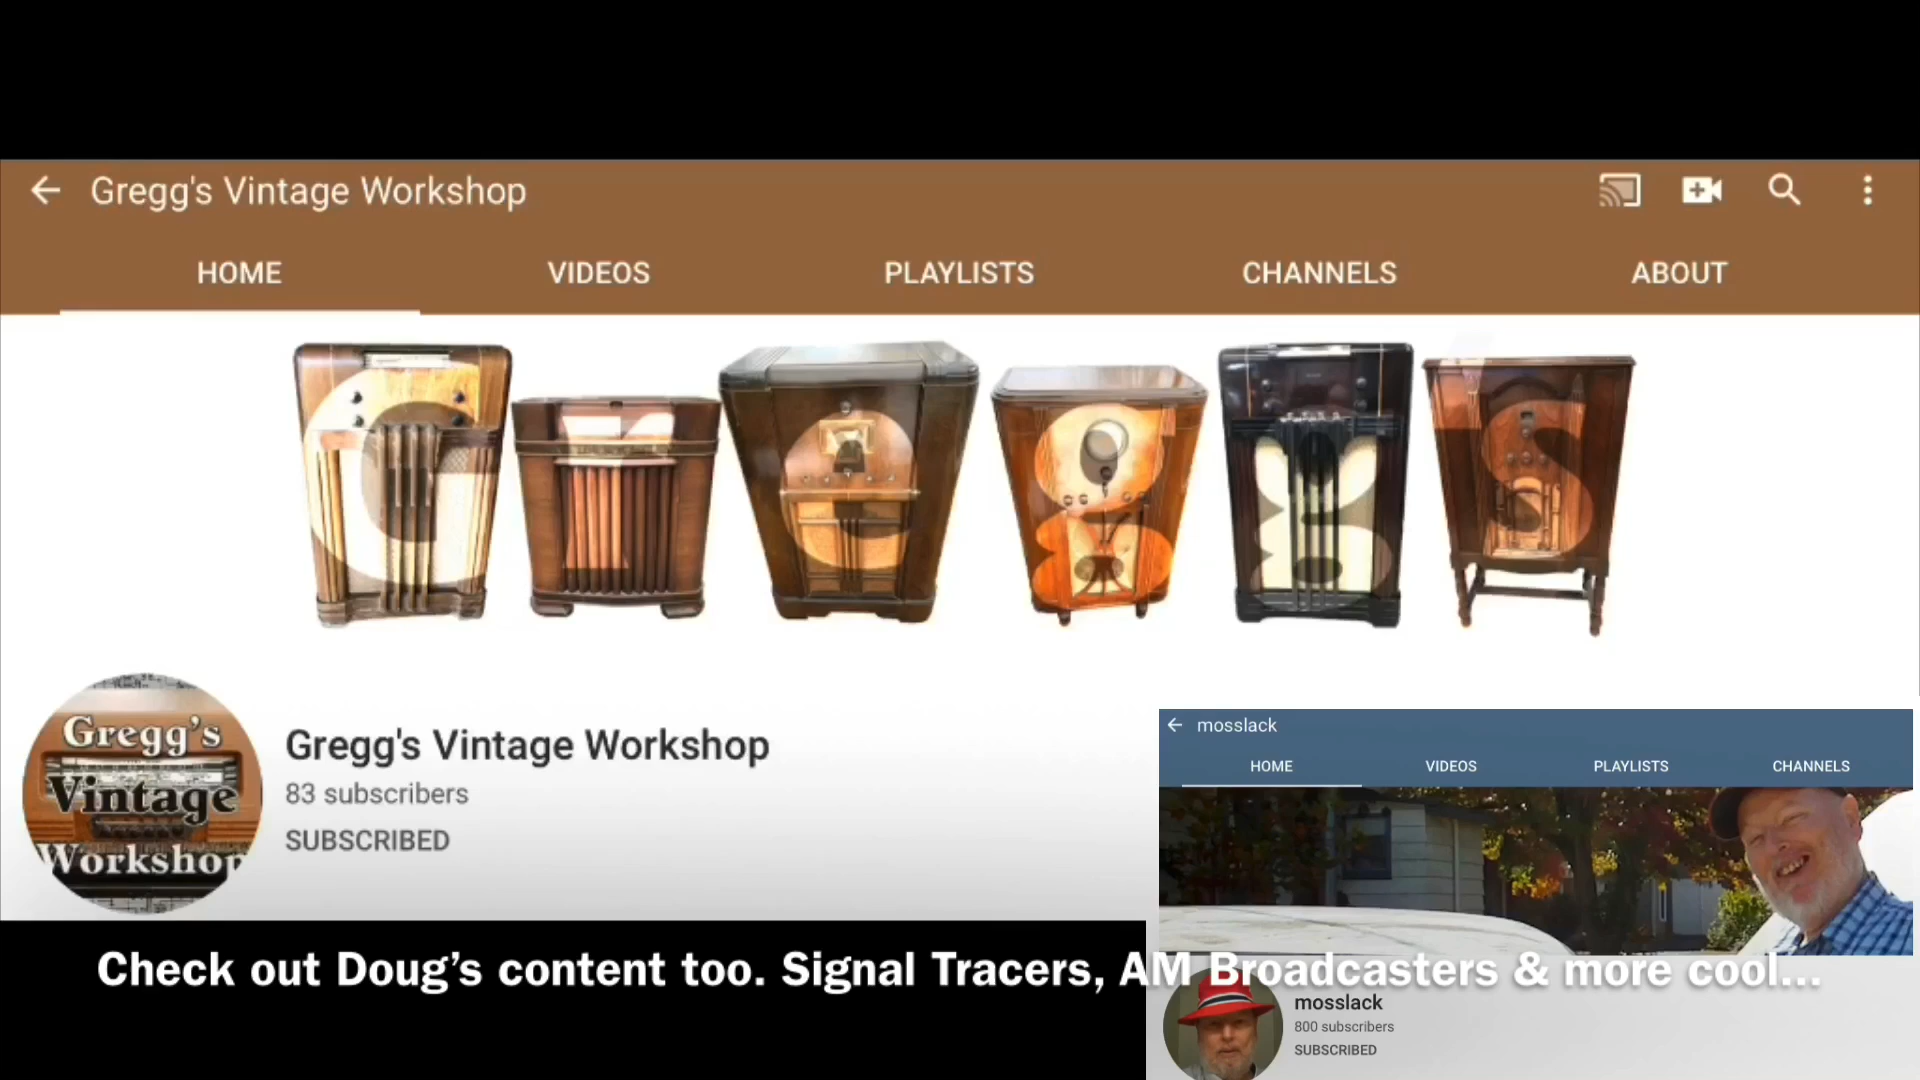 Gregg's Vintage Workshop
HOME VIDEOS PLAYLISTS CHANNELS ABOUT
Gregg's
Gregg's
Vintage
Workshop
Gregg's Vintage Workshop
83 subscribers
SUBSCRIBED
mosslack
HOME VIDEOS PLAYLISTS CHANNELS
Check out Doug’s content too. Signal Tracers, AM Broadcasters & more cool...
mosslack
800 subscribers
SUBSCRIBED